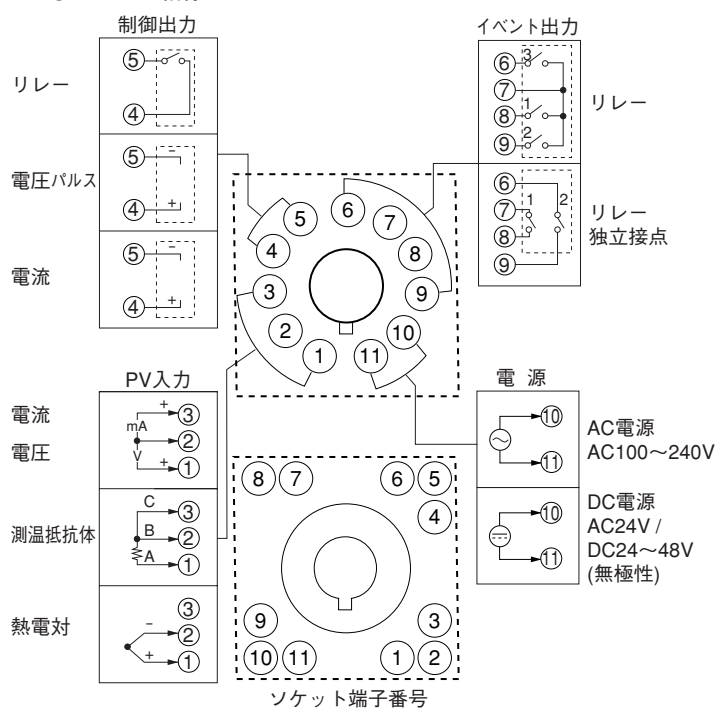 制御出力
リレー
⑤
④
電圧パルス
⑤ -
④ +
電流
⑤ -
④ +
イベント出力
⑥ 3
⑦
⑧ 1
⑨ 2
リレー
⑥
⑦ 1 2
⑧
⑨
リレー
独立接点
⑥
⑤ ⑦
④ ⑧
③ ⑨
② ⑩
① ⑪
PV入力
電流
電圧
+ ③
mA
②
V
+ ①
測温抵抗体
C ③
B ②
A ①
熱電対
③
- ②
+ ①
電 源
⑩
⑪
AC電源
AC100～240V
⑩
⑪
DC電源
AC24V /
DC24～48V
(無極性)
⑧ ⑦ ⑥ ⑤
④
⑨ ③
⑩ ⑪ ① ②
ソケット端子番号